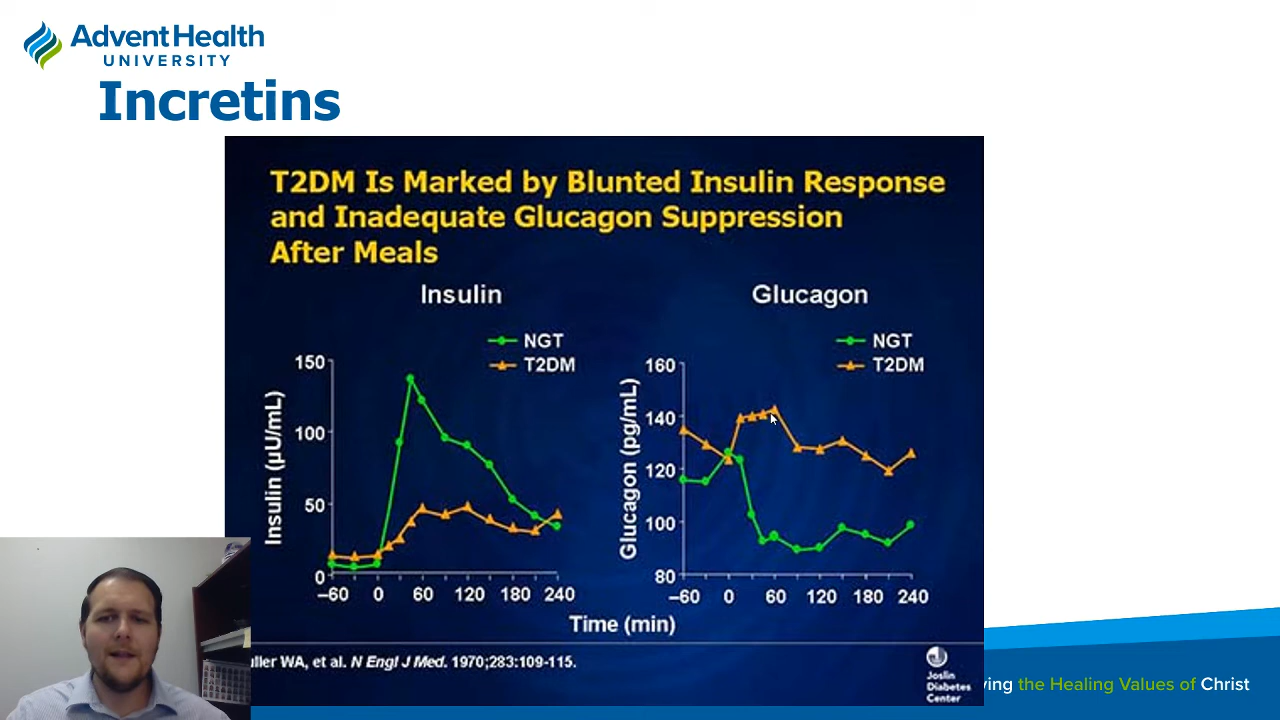 AdventHealth
UNIVERSITY
Incretins
T2DM Is Marked by Blunted Insulin Response
and Inadequate Glucagon Suppression
After Meals
Insulin
Glucagon
NGT
T2DM
NGT
T2DM
150
100
50
0
Insulin (µU/mL)
–60 0 60 120 180 240
160
140
120
100
80
Glucagon (pg/mL)
–60 0 60 120 180 240
Time (min)
WA, et al. N Engl J Med. 1970;283:109-115.
Joslin
Diabetes
Center
the Healing Values of Christ